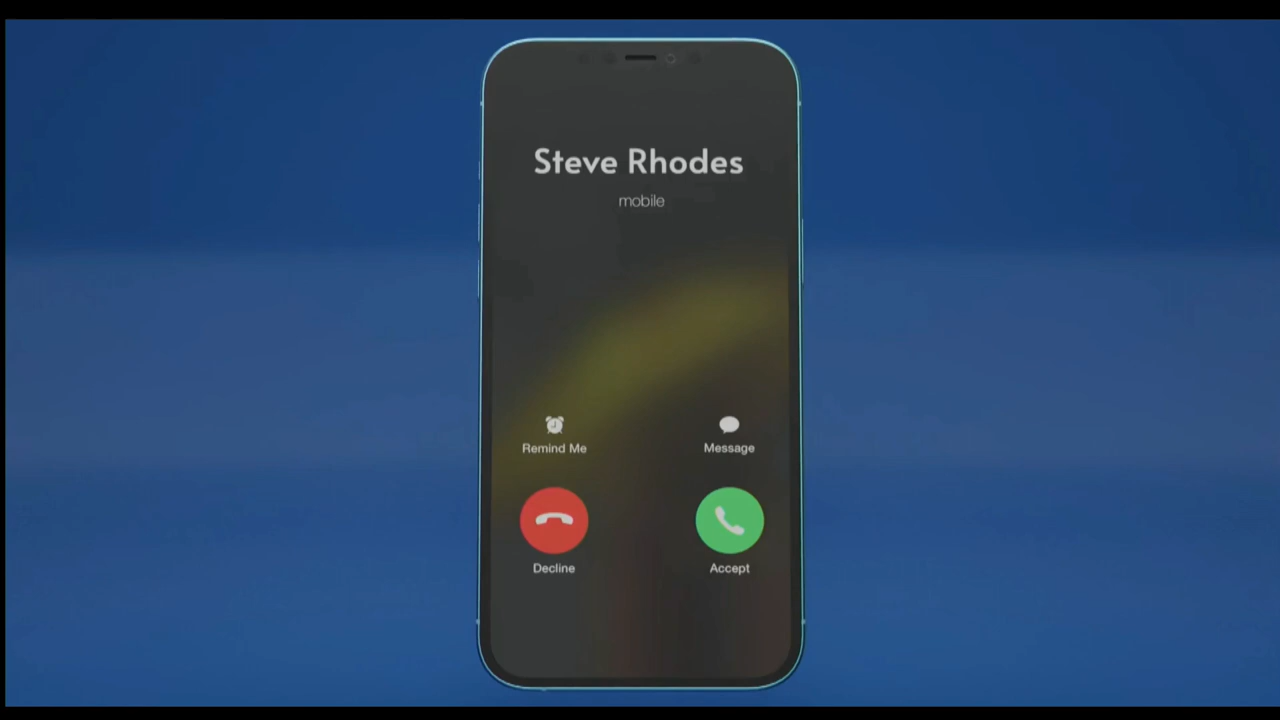 Steve Rhodes
mobile
Remind Me
Message
Decline
Accept